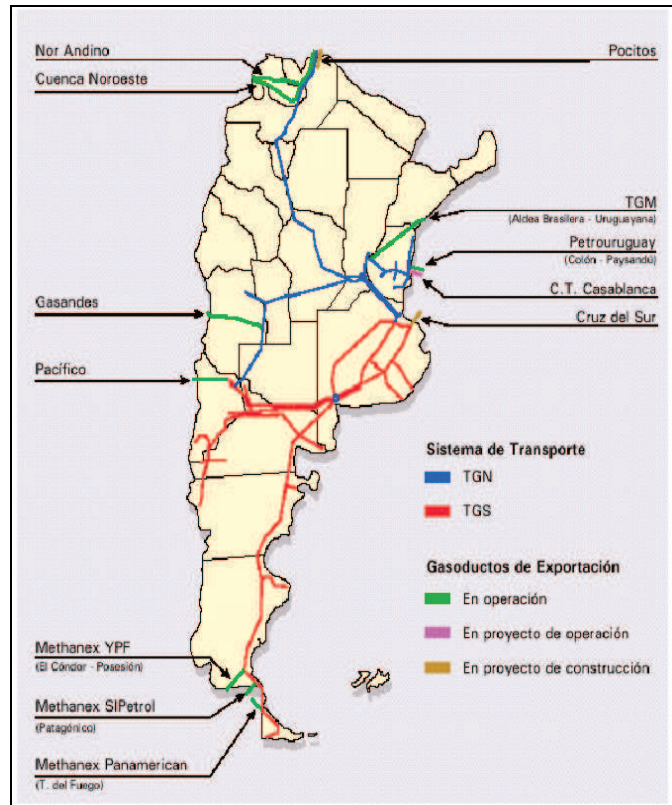 Nor Andino
Cuenca Noroeste
Pocitos
TGM
(Aldea Brasilera - Uruguayana)
Petrouruguay
(Colón - Paysandú)
C.T. Casablanca
Cruz del Sur
Gasandes
Pacífico
Sistema de Transporte
TGN
TGS
Gasoductos de Exportación
En operación
En proyecto de operación
En proyecto de construcción
Methanex YPF
(El Cóndor - Posesión)
Methanex SIPetrol
(Patagónico)
Methanex Panamerican
(T. del Fuego)